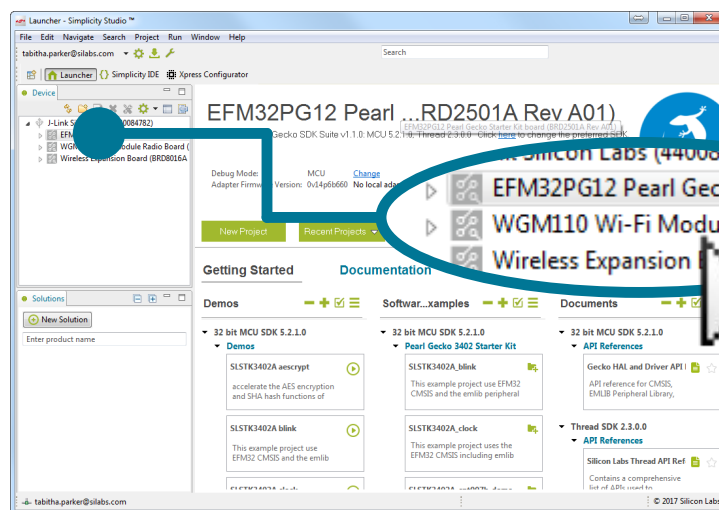 Launcher - Simplicity Studio ™
File Edit Navigate Search Project Run Window Help
tabitha.parker@silabs.com
Search
Launcher {} Simplicity IDE Xpress Configurator
Device
J-Link Si 0084782)
EFM
WGM odule Radio Board (
Wireless Expansion Board (BRD8016A
EFM32PG12 Pearl ...RD2501A Rev A01)
EFM32PG12 Pearl Gecko Starter Kit board (BRD2501A Rev A01)
Gecko SDK Suite v1.1.0: MCU 5.2.1.0, Thread 2.3.0.0 Click here to change the preferred SDK.
Debug Mode: MCU Change
Adapter Firmw Version: 0v14p6b660 No local adap
Silicon Labs (44008
EFM32PG12 Pearl Gec
WGM110 Wi-Fi Modu
Wireless Expansion
New Project
Recent Projects
Getting Started
Documentation
Solutions
New Solution
Enter product name
Demos
32 bit MCU SDK 5.2.1.0
Demos
SLSTK3402A aescrypt
accelerate the AES encryption
and SHA hash functions of
SLSTK3402A blink
This example project use
EFM32 CMSIS and the emlib
SLSTK3402A clock
Softwar...xamples
32 bit MCU SDK 5.2.1.0
Pearl Gecko 3402 Starter Kit
SLSTK3402A_blink
This example project use EFM32
CMSIS and the emlib peripheral
SLSTK3402A_clock
This example project uses the
EFM32 CMSIS including emlib
Documents
32 bit MCU SDK 5.2.1.0
API References
Gecko HAL and Driver API
API reference for CMSIS,
EMLIB Peripheral Library,
Thread SDK 2.3.0.0
API References
Silicon Labs Thread API Ref
Contains a comprehensive
list of APIs used to
tabitha.parker@silabs.com
© 2017 Silicon Labs